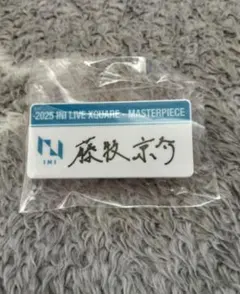 2025 INI LIVE XQUARE - MASTERPIECE
INI
藤牧京介